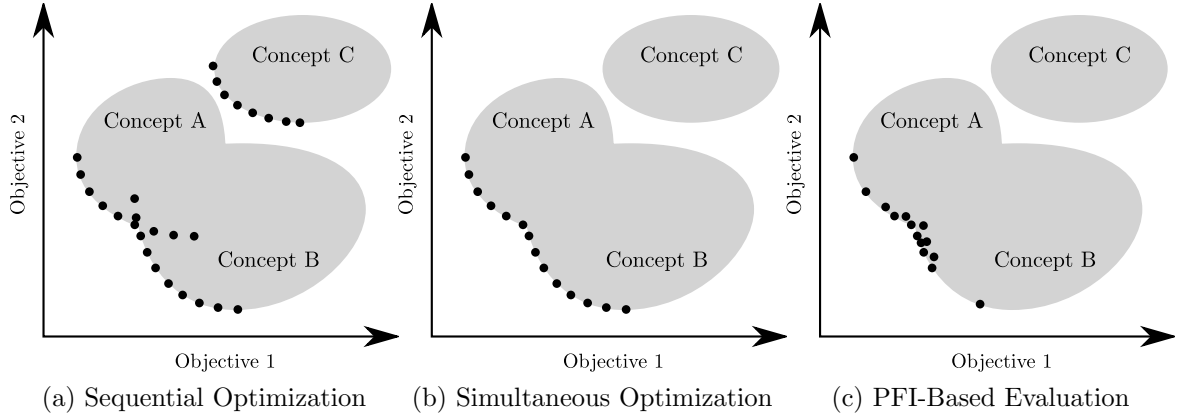 Concept C
Concept A
Concept B
Objective 2
Objective 1
(a) Sequential Optimization
Concept C
Concept A
Concept B
Objective 2
Objective 1
(b) Simultaneous Optimization
Concept C
Concept A
Concept B
Objective 2
Objective 1
(c) PFI-Based Evaluation